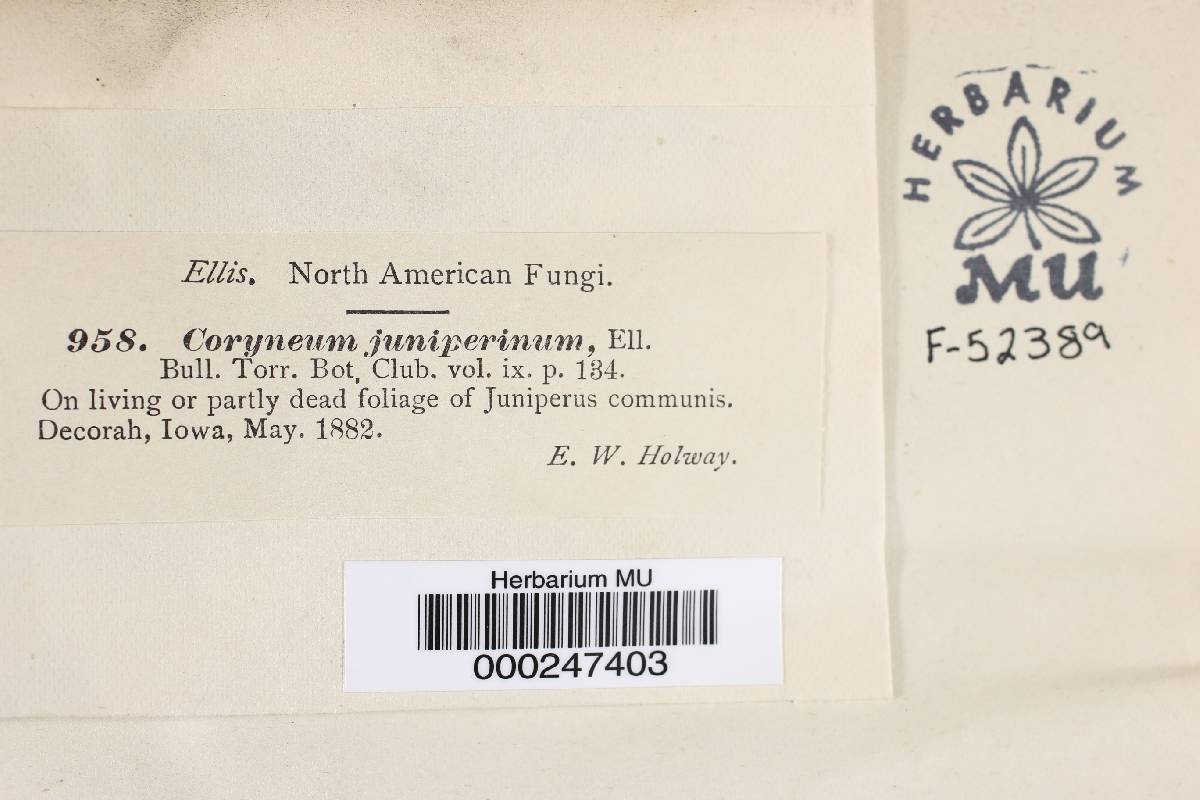 Ellis. North American Fungi.
958. Coryneum juniperinum, Ell.
Bull. Torr. Bot, Club. vol. ix. p. 134.
On living or partly dead foliage of Juniperus communis.
Decorah, Iowa, May. 1882.
E. W. Holway.
Herbarium MU
000247403
HERBARIUM
MU
F-52389